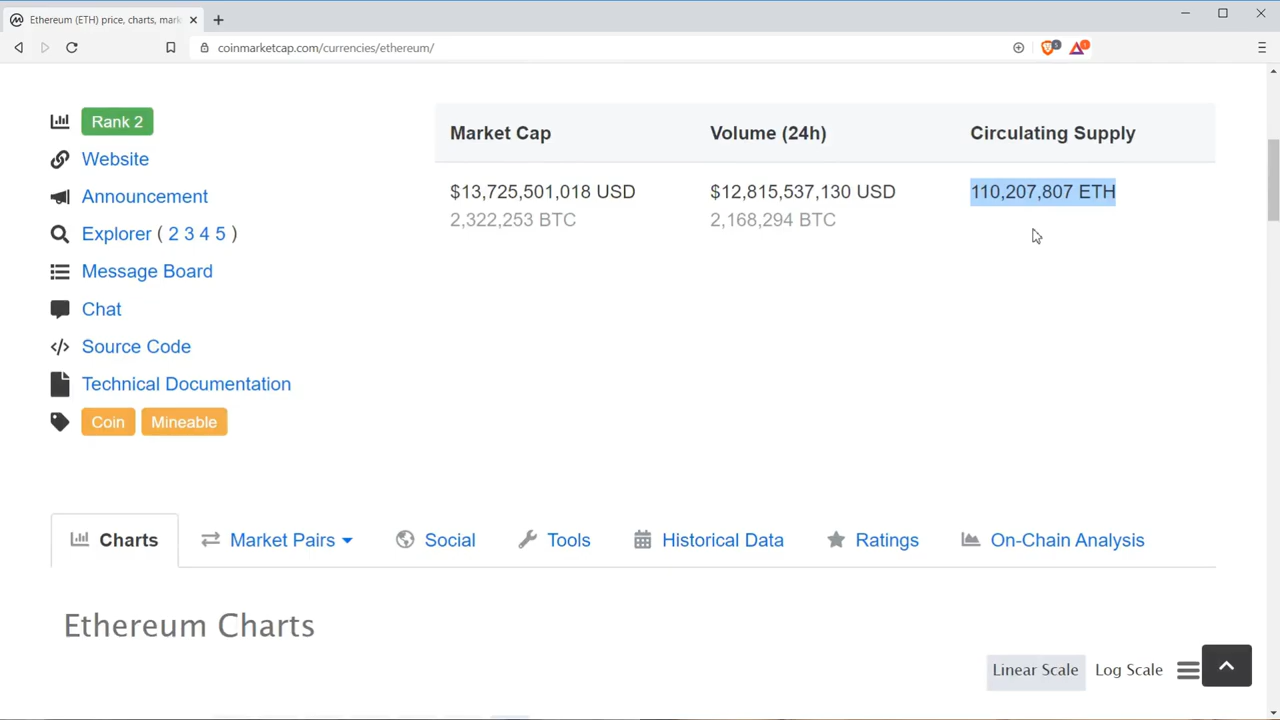 Ethereum (ETH) price, charts, mark
coinmarketcap.com/currencies/ethereum/
Rank 2
Website
Announcement
Explorer ( 2 3 4 5 )
Message Board
Chat
Source Code
Technical Documentation
Coin Mineable
Market Cap Volume (24h) Circulating Supply
$13,725,501,018 USD $12,815,537,130 USD 110,207,807 ETH
2,322,253 BTC 2,168,294 BTC
Charts Market Pairs Social Tools Historical Data Ratings On-Chain Analysis
Ethereum Charts
Linear Scale Log Scale